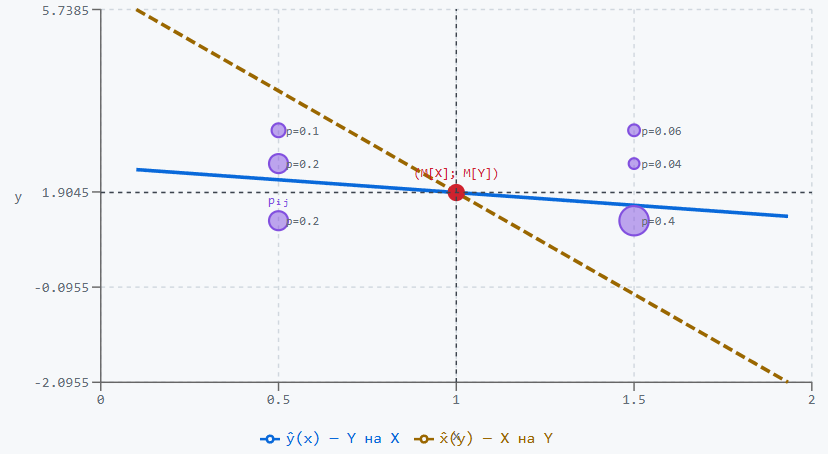 5.7385
p=0.1
p=0.06
p=0.2
p=0.04
(M[X]; M[Y])
y
1.9045
pᵢⱼ
p=0.2
p=0.4
-0.0955
-2.0955
0
0.5
1
1.5
2
x
ŷ(x) — Y на X
x̂(y) — X на Y